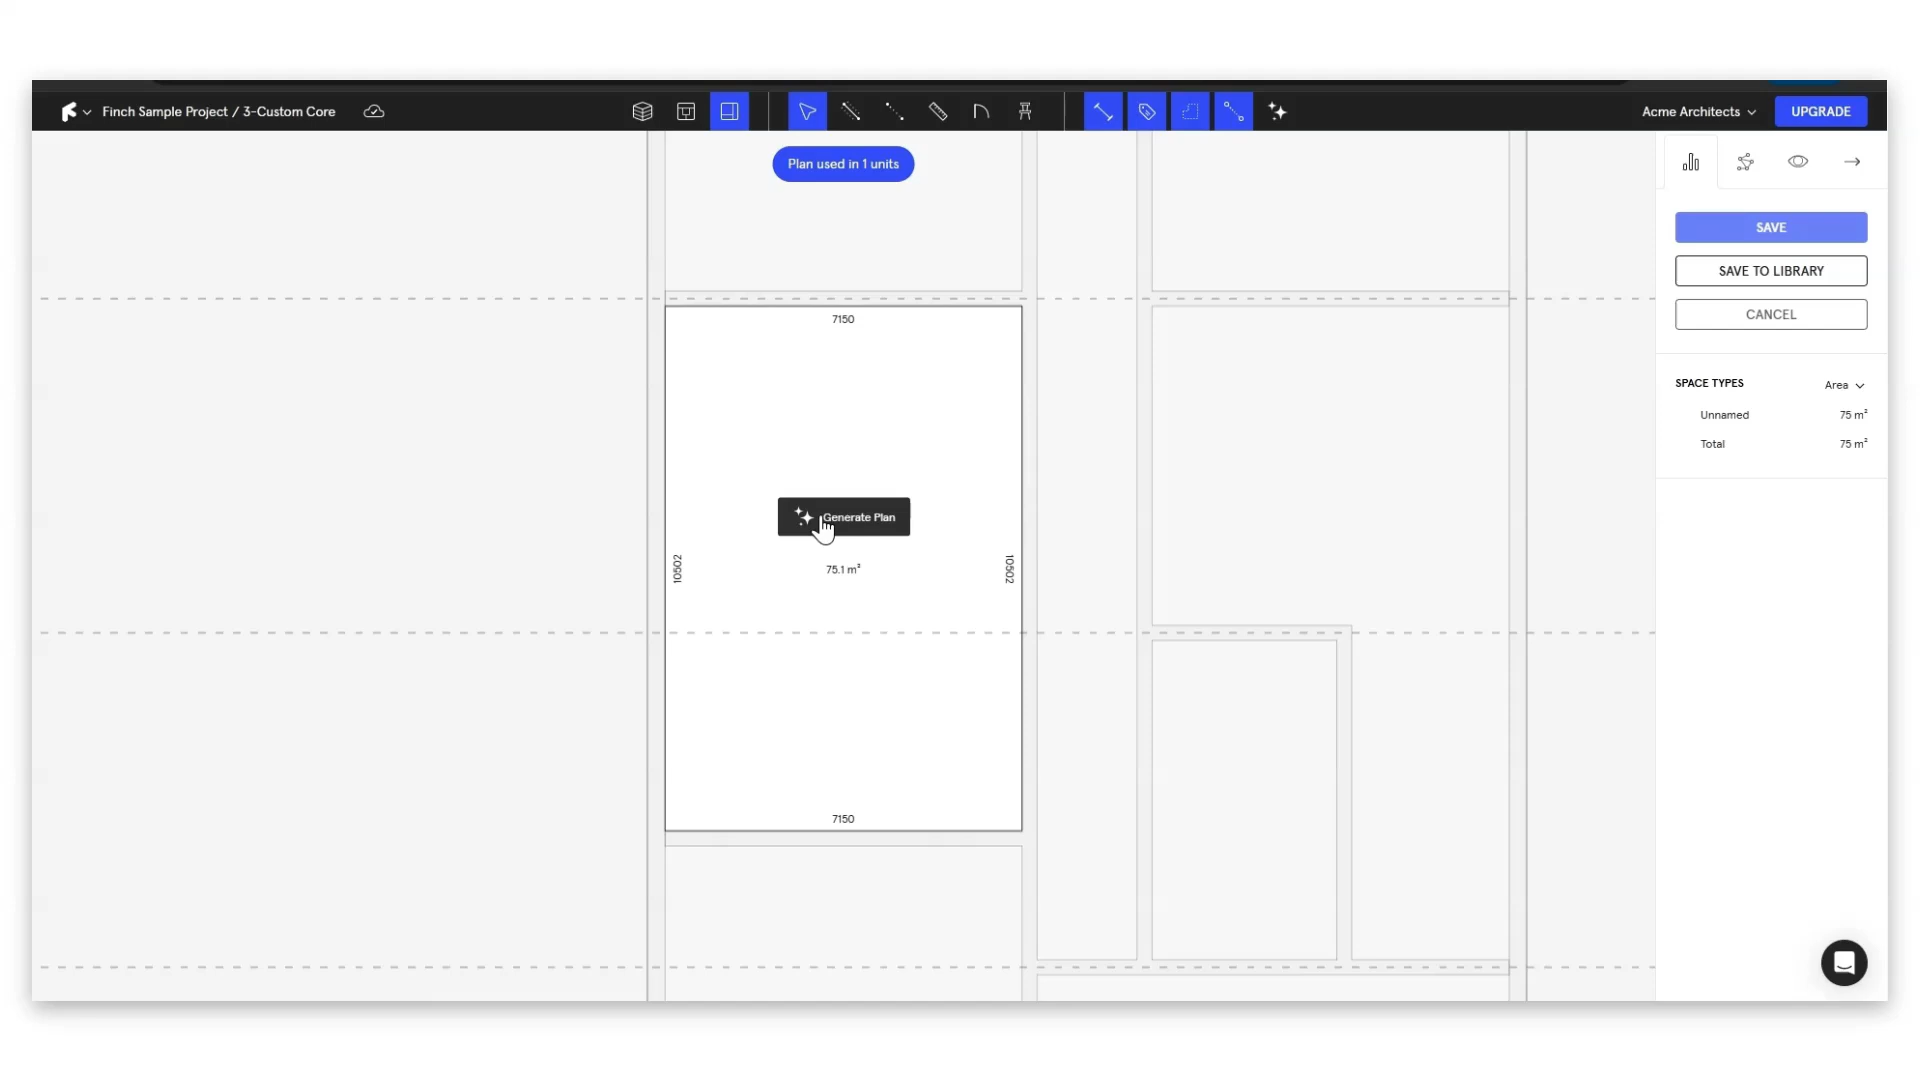 Finch Sample Project / 3-Custom Core
Acme Architects
UPGRADE
Plan used in 1 units
SAVE
SAVE TO LIBRARY
CANCEL
SPACE TYPES
Area
Unnamed
75 m²
Total
75 m²
7150
Generate Plan
10502
75.1 m²
10502
7150